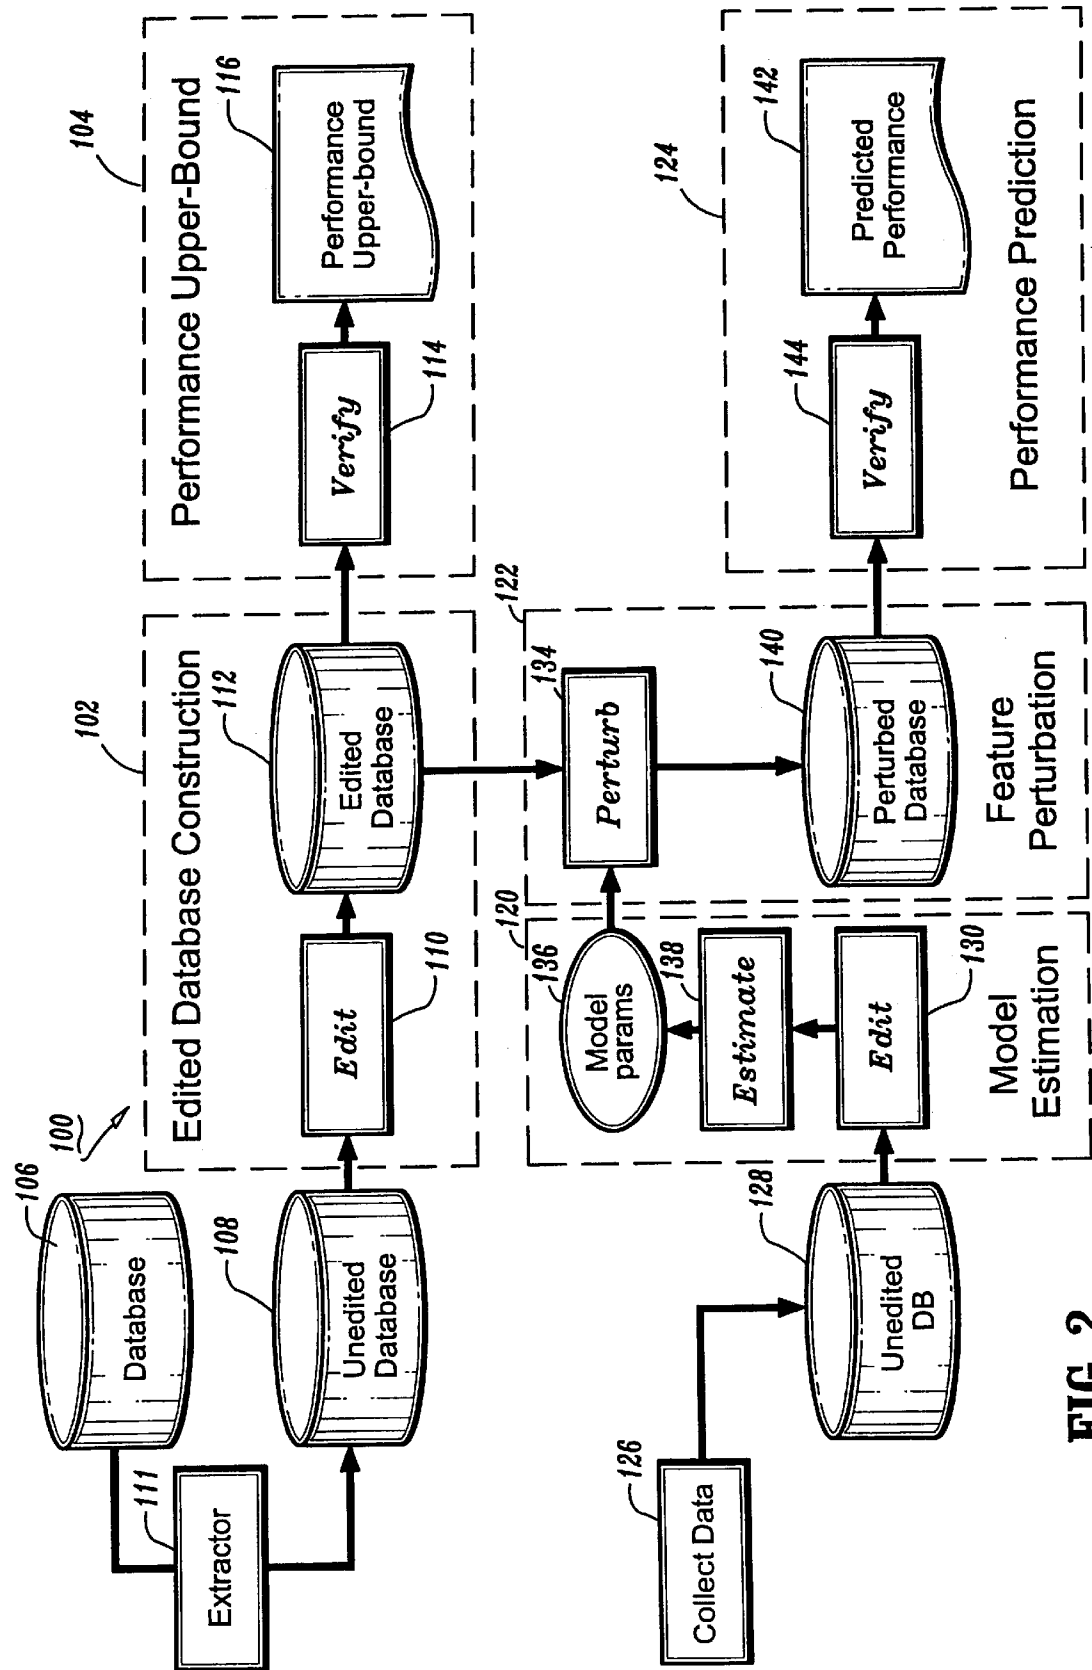 100
106
Database
111
Extractor
108
Unedited
Database
102
Edited Database Construction
110
Edit
112
Edited
Database
104
Performance Upper-Bound
114
Verify
116
Performance
Upper-bound
126
Collect Data
128
Unedited
DB
120
136
Model
params
138
Estimate
130
Edit
Model
Estimation
122
134
Perturb
140
Perturbed
Database
Feature
Perturbation
124
144
Verify
142
Predicted
Performance
Performance Prediction
FIG. 2